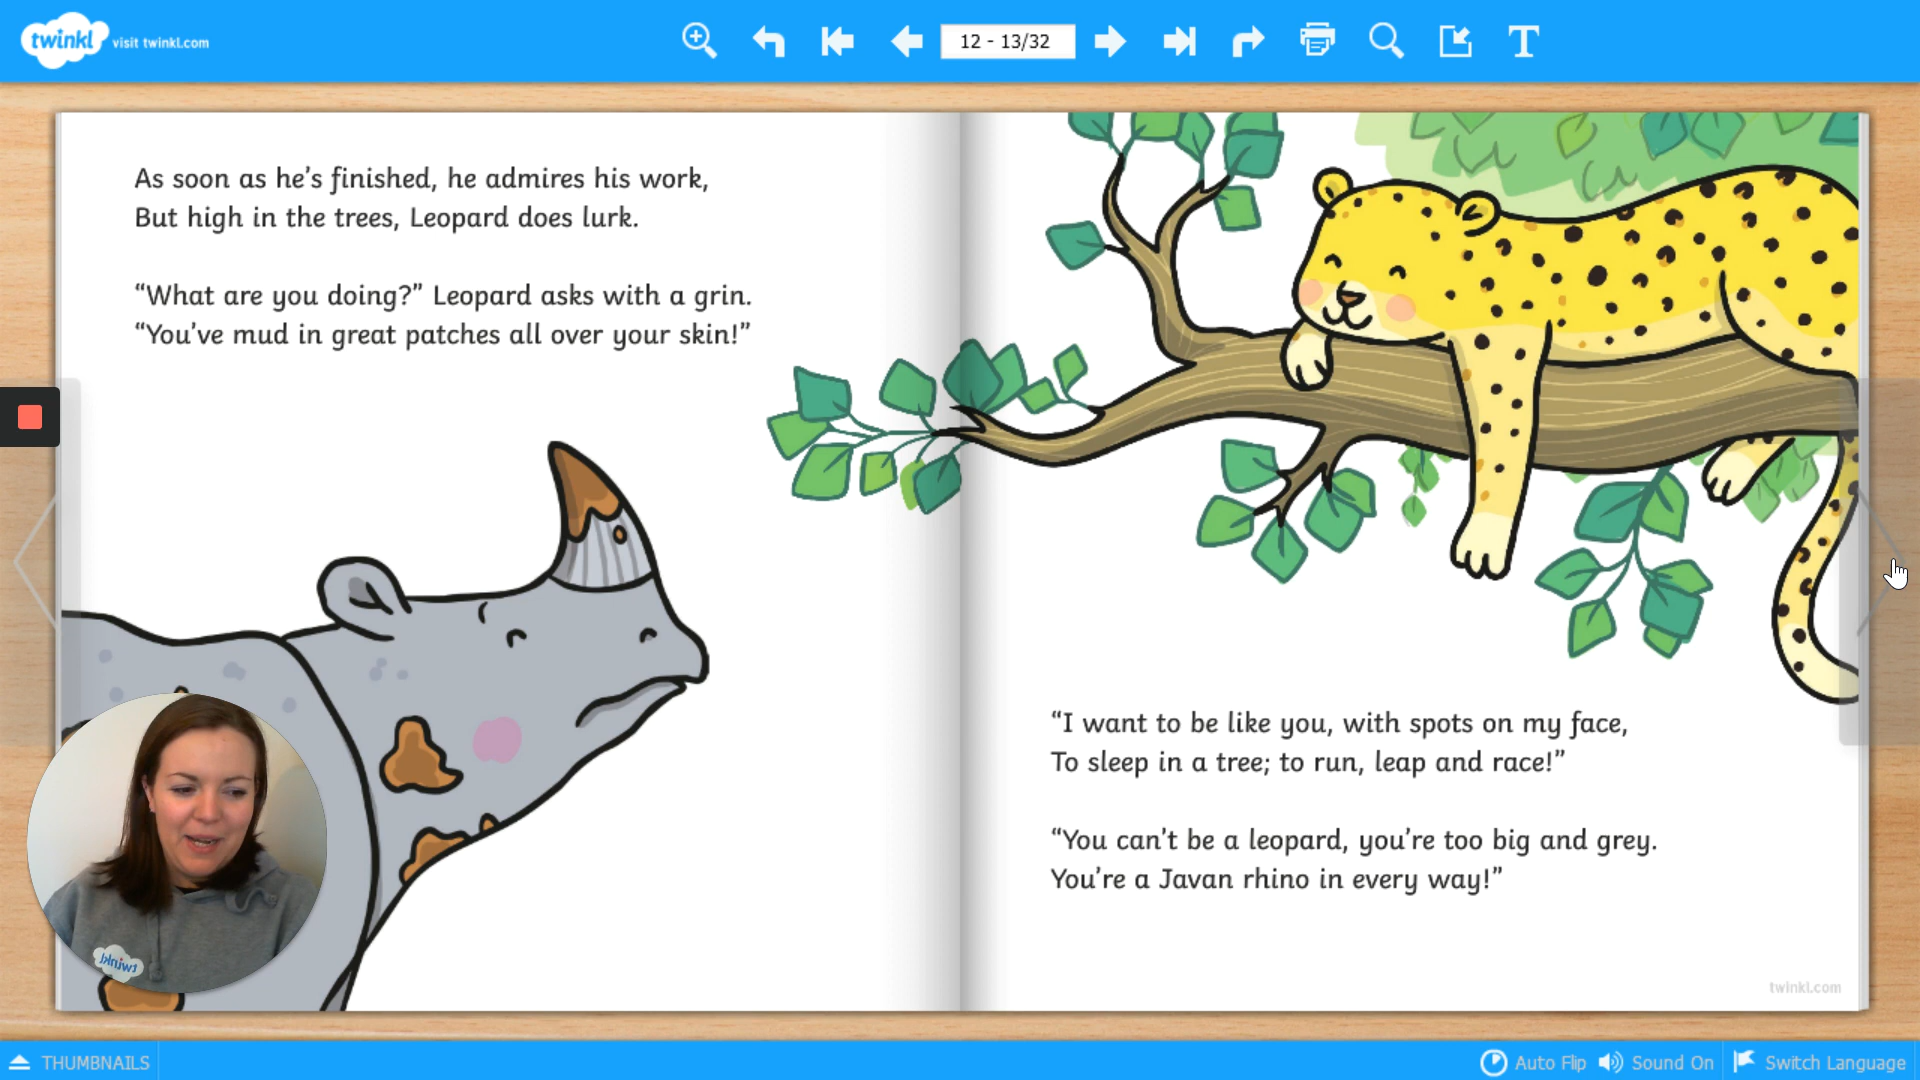 twinkl visit twinkl.com
12 - 13/32
T
As soon as he's finished, he admires his work,
But high in the trees, Leopard does lurk.
“What are you doing?” Leopard asks with a grin.
“You've mud in great patches all over your skin!”
“I want to be like you, with spots on my face,
To sleep in a tree; to run, leap and race!”
“You can't be a leopard, you're too big and grey.
You're a Javan rhino in every way!”
twinkl
twinkl.com
THUMBNAILS
Auto Flip
Sound On
Switch Language